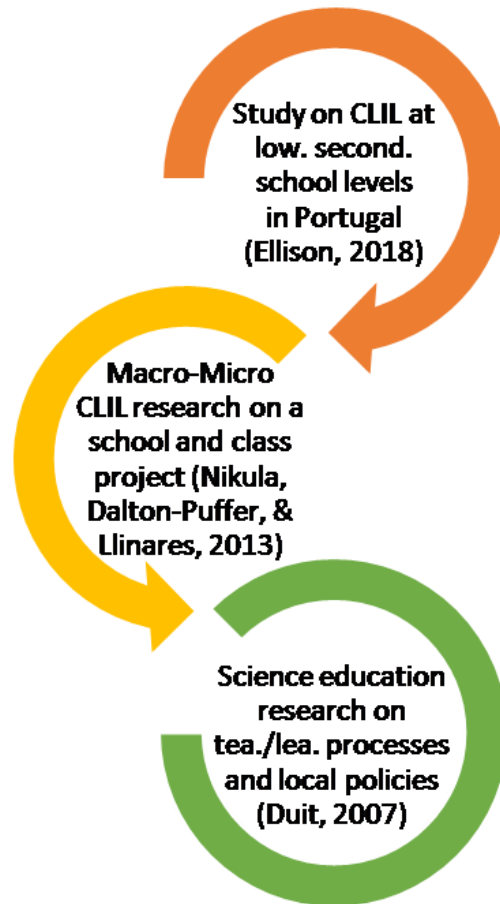 Study on CLIL at
low. second.
school levels
in Portugal
(Ellison, 2018)
Macro-Micro
CLIL research on a
school and class
project (Nikula,
Dalton-Puffer, &
Llinares, 2013)
Science education
research on
tea./lea. processes
and local policies
(Duit, 2007)